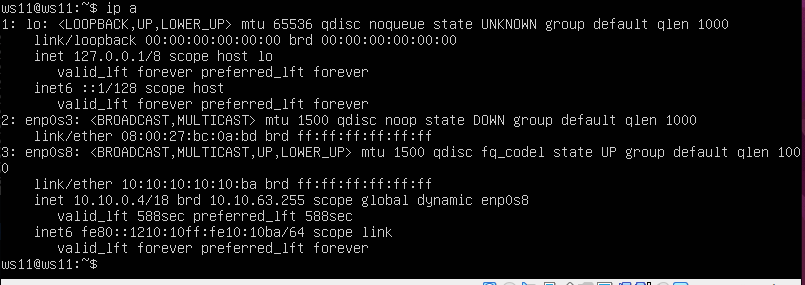 ws11@ws11:~$ ip a
1: lo: <LOOPBACK,UP,LOWER_UP> mtu 65536 qdisc noqueue state UNKNOWN group default qlen 1000
    link/loopback 00:00:00:00:00:00 brd 00:00:00:00:00:00
    inet 127.0.0.1/8 scope host lo
       valid_lft forever preferred_lft forever
    inet6 ::1/128 scope host
       valid_lft forever preferred_lft forever
2: enp0s3: <BROADCAST,MULTICAST> mtu 1500 qdisc noop state DOWN group default qlen 1000
    link/ether 08:00:27:bc:0a:bd brd ff:ff:ff:ff:ff:ff
3: enp0s8: <BROADCAST,MULTICAST,UP,LOWER_UP> mtu 1500 qdisc fq_codel state UP group default qlen 100
0
    link/ether 10:10:10:10:10:ba brd ff:ff:ff:ff:ff:ff
    inet 10.10.0.4/18 brd 10.10.63.255 scope global dynamic enp0s8
       valid_lft 588sec preferred_lft 588sec
    inet6 fe80::1210:10ff:fe10:10ba/64 scope link
       valid_lft forever preferred_lft forever
ws11@ws11:~$